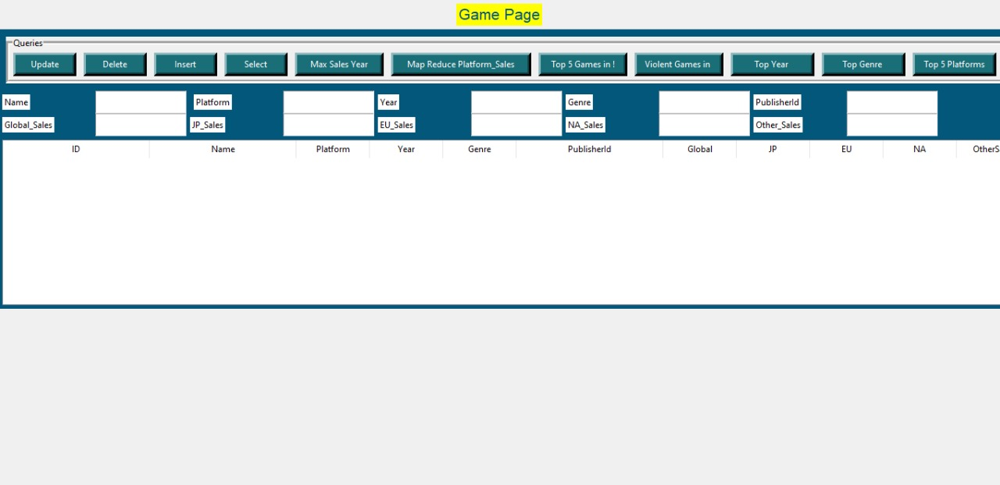 Game Page
Queries
Update Delete Insert Select Max Sales Year Map Reduce Platform_Sales Top 5 Games in ! Violent Games in Top Year Top Genre Top 5 Platforms
Name Platform Year Genre PublisherId
Global_Sales JP_Sales EU_Sales NA_Sales Other_Sales
ID Name Platform Year Genre PublisherId Global JP EU NA OtherS